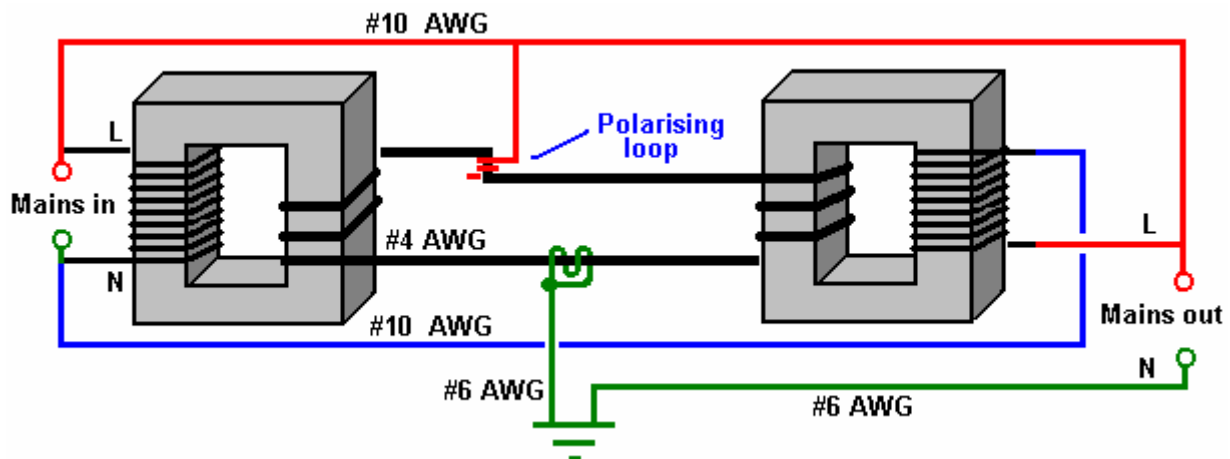 #10 AWG
L
Polarising
loop
Mains in
#4 AWG
L
N
Mains out
#10 AWG
N
#6 AWG
#6 AWG